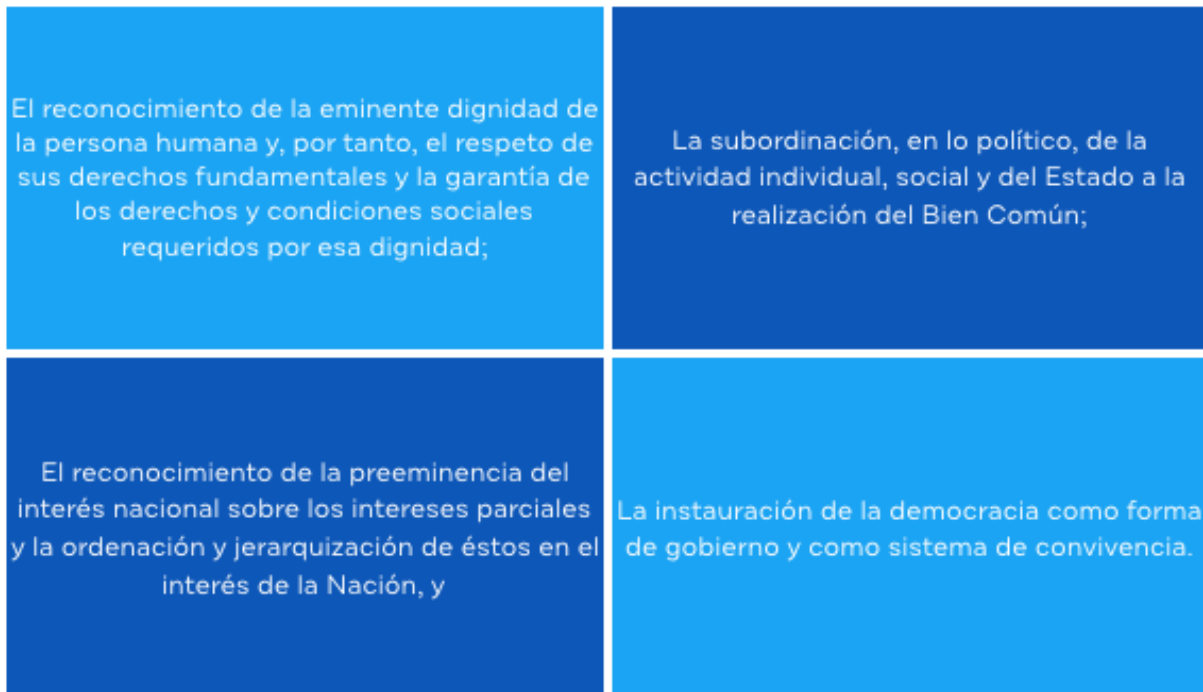 El reconocimiento de la eminente dignidad de
la persona humana y, por tanto, el respeto de
sus derechos fundamentales y la garantía de
los derechos y condiciones sociales
requeridos por esa dignidad;
La subordinación, en lo político, de la
actividad individual, social y del Estado a la
realización del Bien Común;
El reconocimiento de la preeminencia del
interés nacional sobre los intereses parciales
y la ordenación y jerarquización de éstos en el
interés de la Nación, y
La instauración de la democracia como forma
de gobierno y como sistema de convivencia.